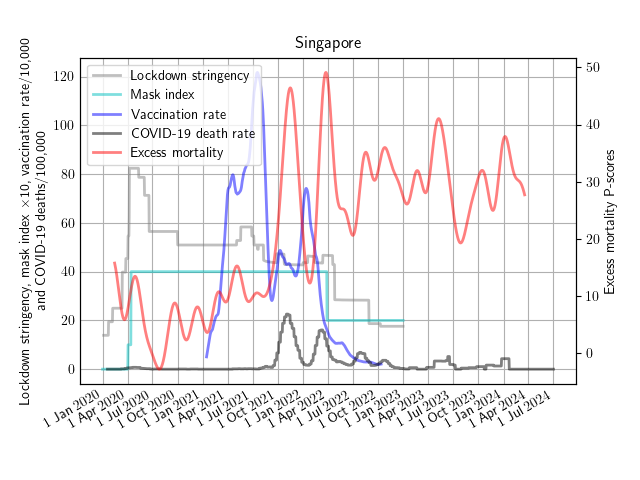 Singapore
Lockdown stringency, mask index ×10, vaccination rate/10,000
and COVID-19 deaths/100,000
120
100
80
60
40
20
0
Lockdown stringency
Mask index
Vaccination rate
COVID-19 death rate
Excess mortality
50
40
30
20
10
0
Excess mortality P-scores
1 Jan 2020
1 Apr 2020
1 Jul 2020
1 Oct 2020
1 Jan 2021
1 Apr 2021
1 Jul 2021
1 Oct 2021
1 Jan 2022
1 Apr 2022
1 Jul 2022
1 Oct 2022
1 Jan 2023
1 Apr 2023
1 Jul 2023
1 Oct 2023
1 Jan 2024
1 Apr 2024
1 Jul 2024